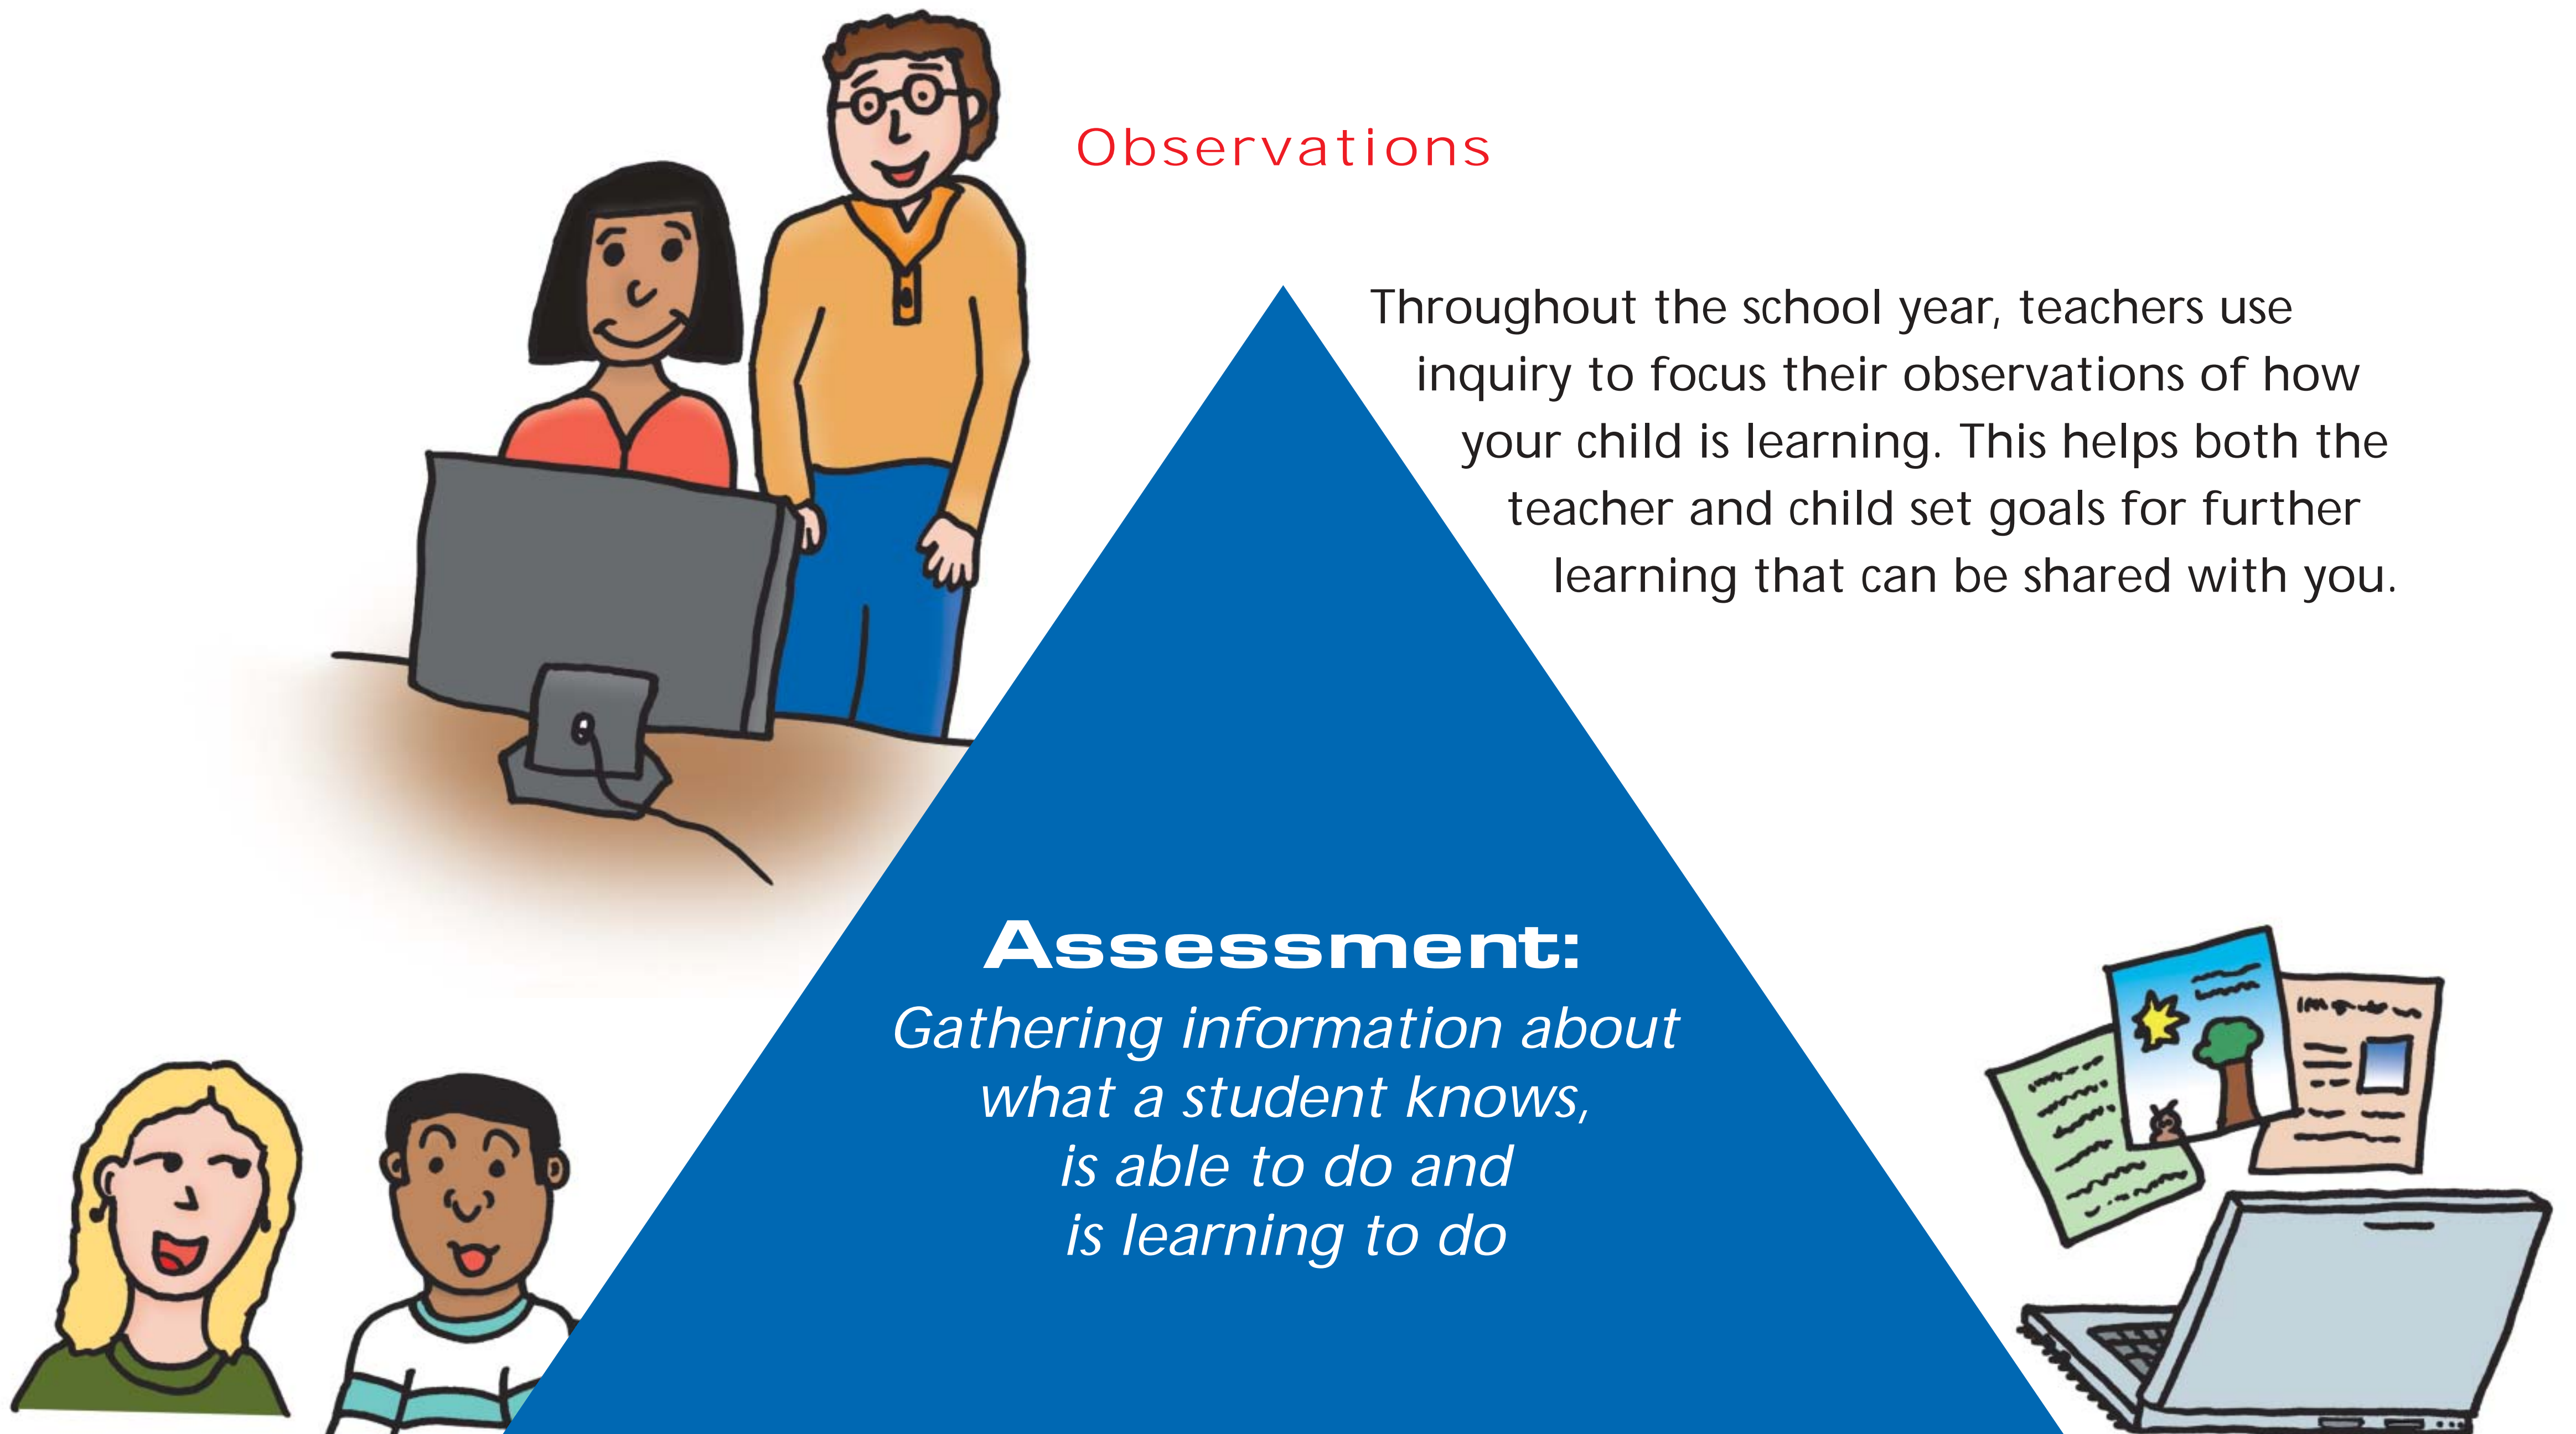 Observations
Throughout the school year, teachers use
inquiry to focus their observations of how
your child is learning. This helps both the
teacher and child set goals for further
learning that can be shared with you.
Assessment:
Gathering information about
what a student knows,
is able to do and
is learning to do